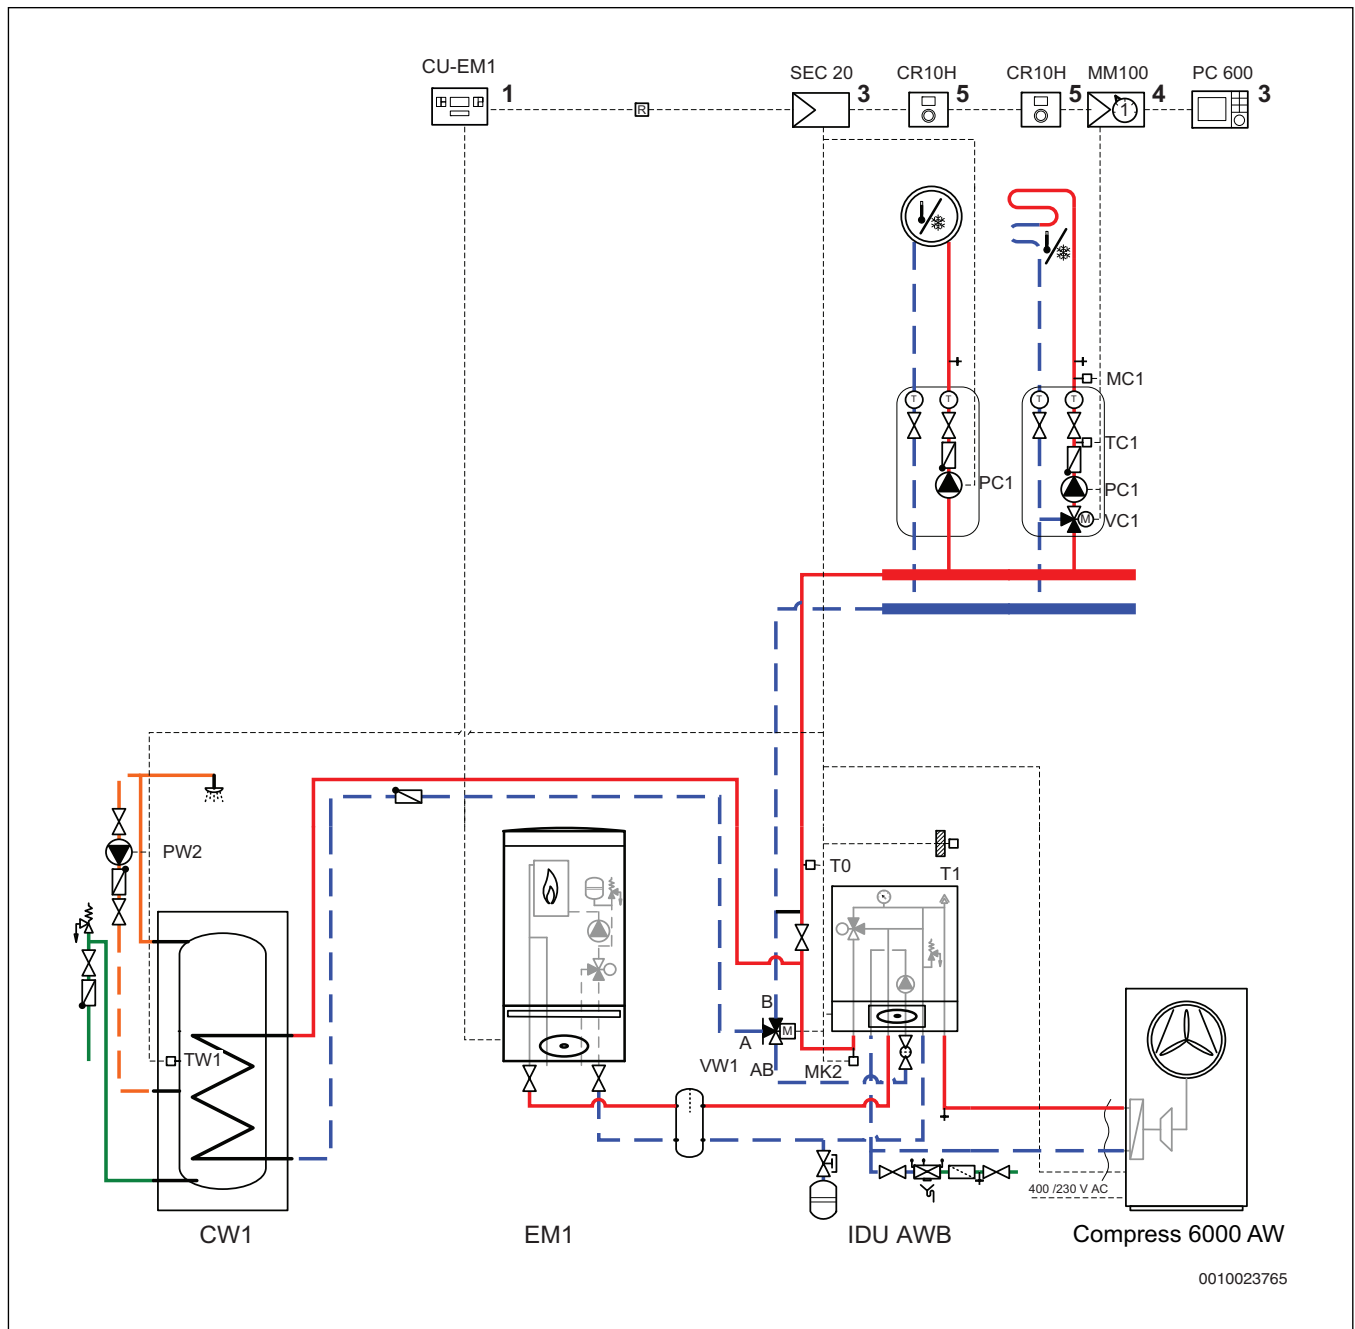 CU-EM1
1
R
SEC 20
3
CR10H
5
CR10H
5
MM100
4
1
PC 600
3
MC1
T
T
T
T
TC1
PC1
PC1
M
VC1
PW2
T0
T1
B
M
A
VW1
AB
MK2
TW1
400 /230 V AC
CW1
EM1
IDU AWB
Compress 6000 AW
0010023765